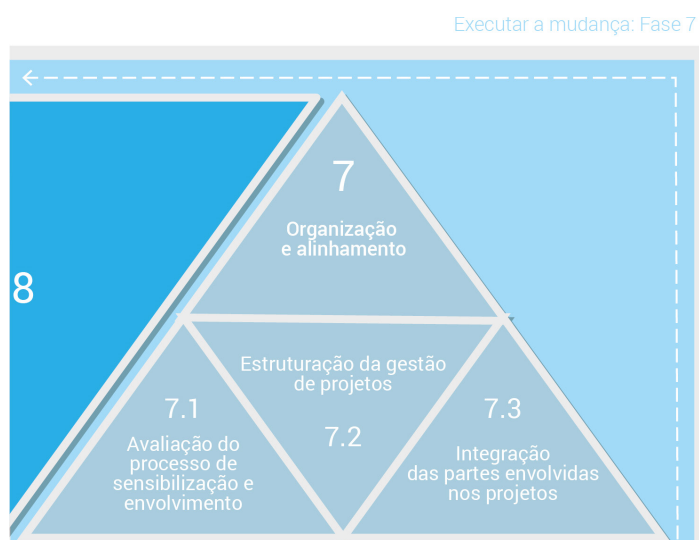 Executar a mudança: Fase 7
7
Organização
e alinhamento
8
Estruturação da gestão
de projetos
7.2
7.1
Avaliação do
processo de
sensibilização e
envolvimento
7.3
Integração
das partes envolvidas
nos projetos